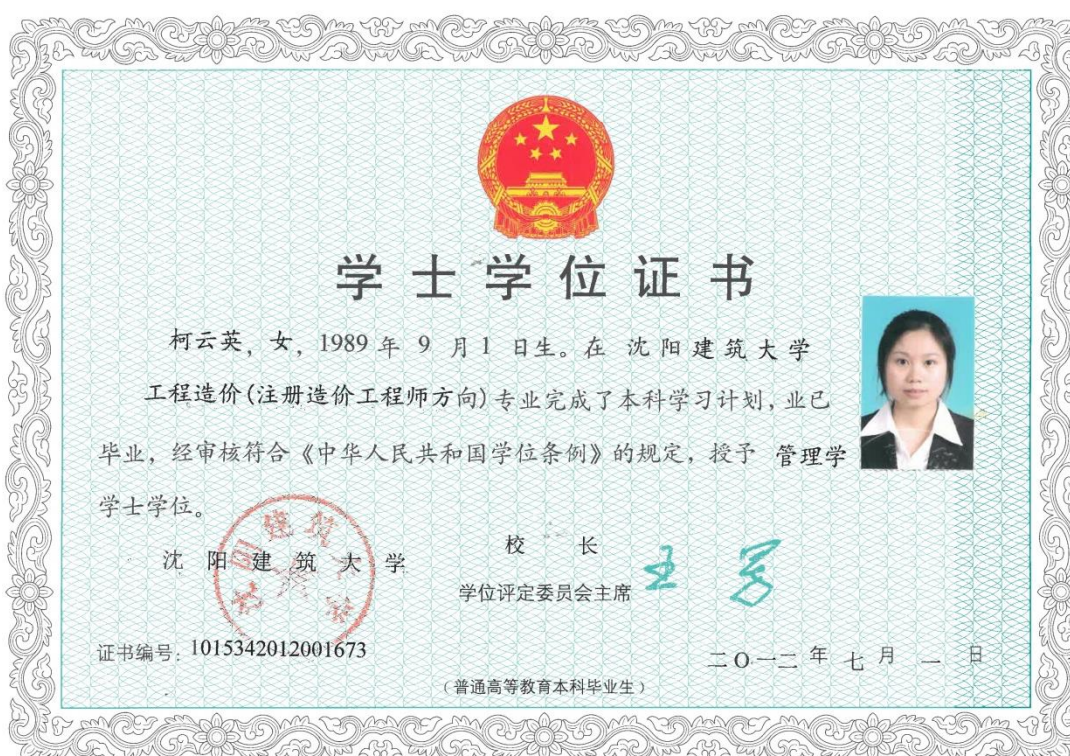 学士学位证书
柯云英，女，1989年9月1日生。在 沈阳建筑大学
工程造价(注册造价工程师方向)专业完成了本科学习计划，业已
毕业，经审核符合《中华人民共和国学位条例》的规定，授予 管理学
学士学位。
沈阳建筑大学
校长
学位评定委员会主席
证书编号：1015342012001673
二〇一二年七月一日
（普通高等教育本科毕业生）